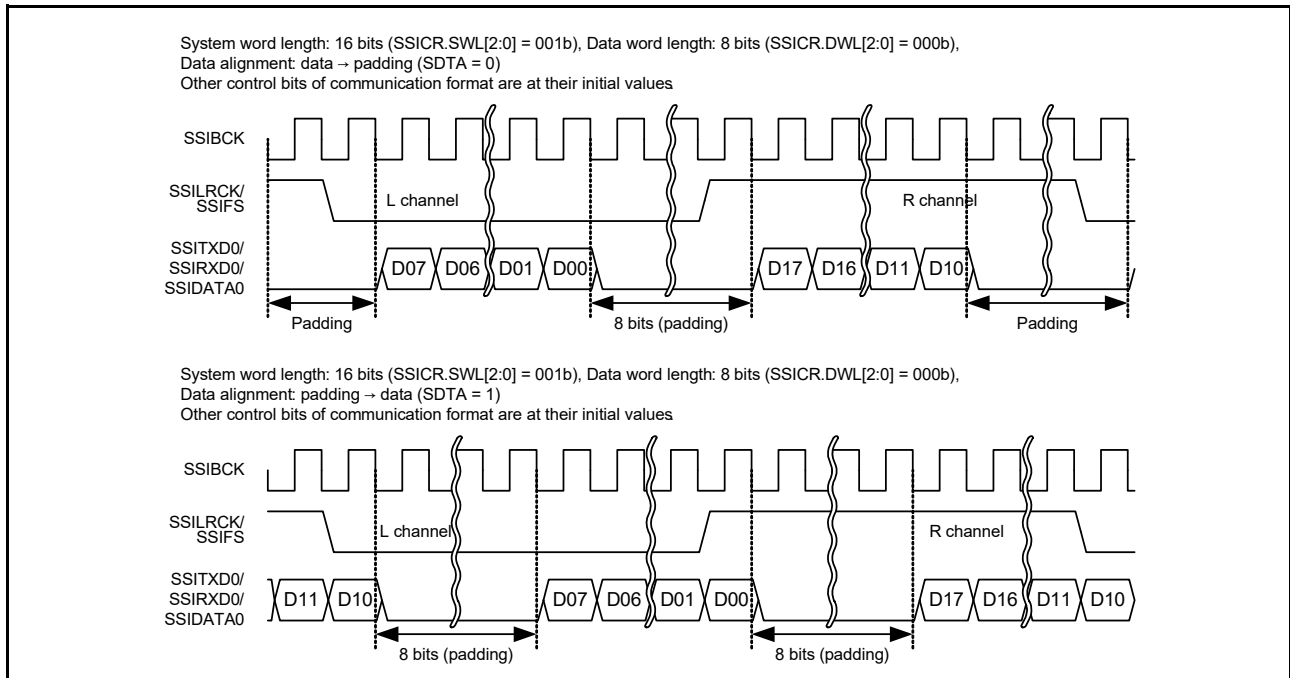 System word length: 16 bits (SSICR.SWL[2:0] = 001b), Data word length: 8 bits (SSICR.DWL[2:0] = 000b),
Data alignment: data → padding (SDTA = 0)
Other control bits of communication format are at their initial values.
SSIBCK
SSILRCK/
SSIFS
L channel
R channel
SSITXD0/
SSIRXD0/
SSIDATA0
D07 D06 D01 D00 D17 D16 D11 D10
Padding 8 bits (padding) Padding
System word length: 16 bits (SSICR.SWL[2:0] = 001b), Data word length: 8 bits (SSICR.DWL[2:0] = 000b),
Data alignment: padding → data (SDTA = 1)
Other control bits of communication format are at their initial values.
SSIBCK
SSILRCK/
SSIFS
L channel
R channel
SSITXD0/
SSIRXD0/
SSIDATA0
D11 D10 D07 D06 D01 D00 D17 D16 D11 D10
8 bits (padding) 8 bits (padding)